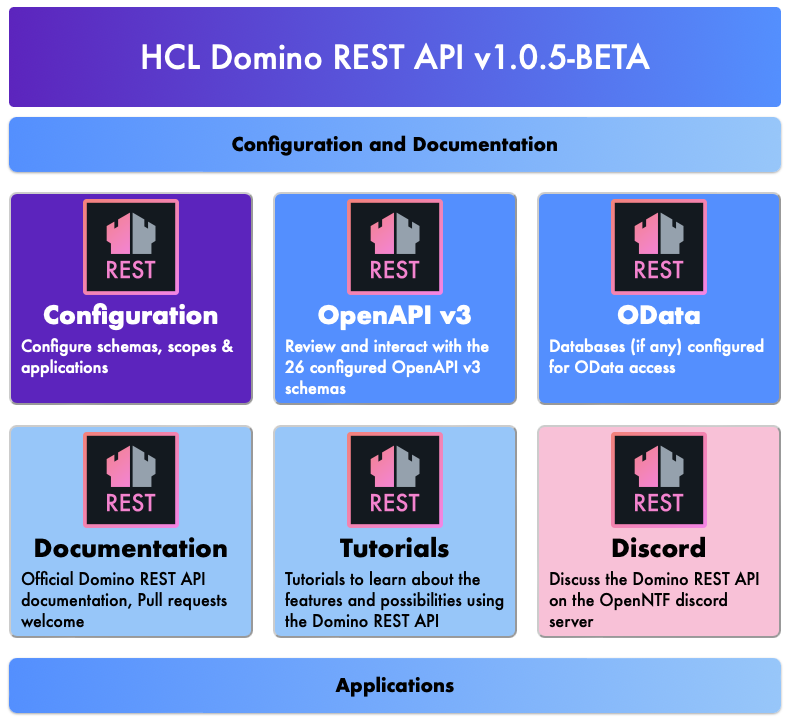 HCL Domino REST API v1.0.5-BETA
Configuration and Documentation
REST
Configuration
Configure schemas, scopes &
applications
REST
OpenAPI v3
Review and interact with the
26 configured OpenAPI v3
schemas
REST
OData
Databases (if any) configured
for OData access
REST
Documentation
Official Domino REST API
documentation, Pull requests
welcome
REST
Tutorials
Tutorials to learn about the
features and possibilities using
the Domino REST API
REST
Discord
Discuss the Domino REST API
on the OpenNTF discord
server
Applications